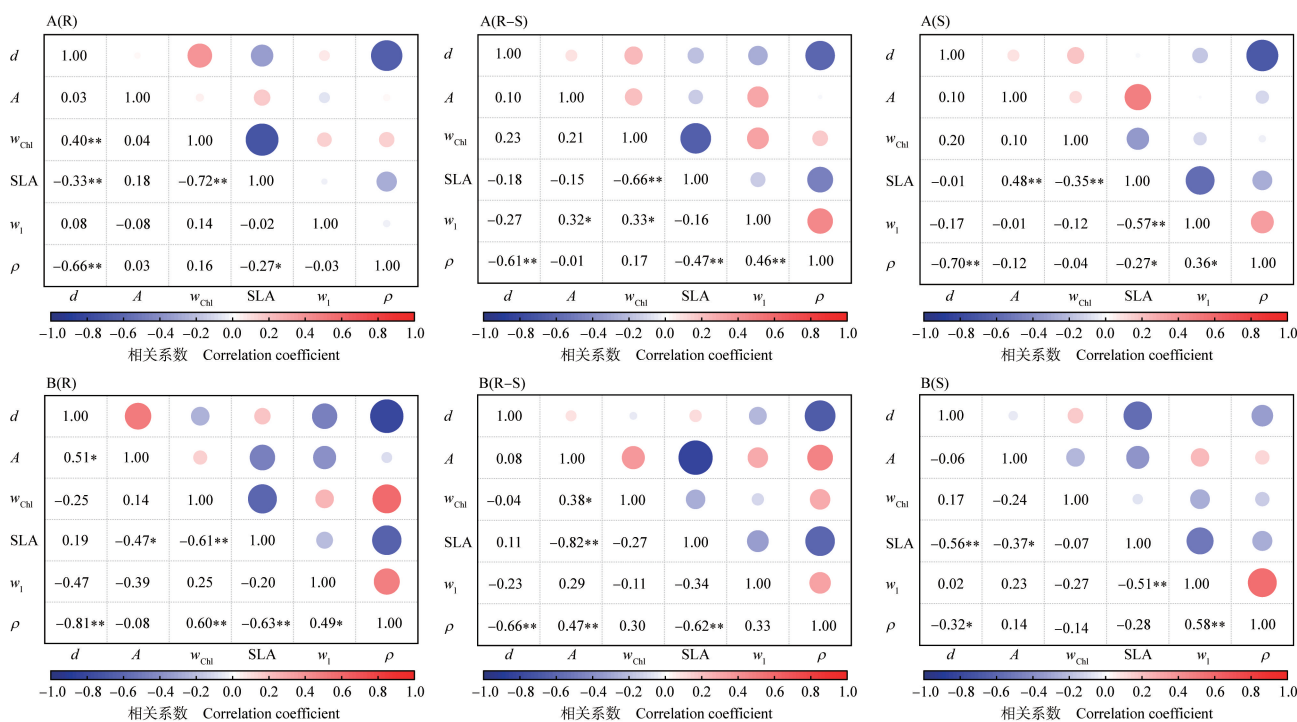 A(R)
d 1.00
A 0.03 1.00
wChl 0.40** 0.04 1.00
SLA −0.33** 0.18 −0.72** 1.00
wl 0.08 −0.08 0.14 −0.02 1.00
ρ −0.66** 0.03 0.16 −0.27* −0.03 1.00
d A wChl SLA wl ρ
−1.0 −0.8 −0.6 −0.4 −0.2 0.0 0.2 0.4 0.6 0.8 1.0
相关系数 Correlation coefficient
A(R−S)
d 1.00
A 0.10 1.00
wChl 0.23 0.21 1.00
SLA −0.18 −0.15 −0.66** 1.00
wl −0.27 0.32* 0.33* −0.16 1.00
ρ −0.61** −0.01 0.17 −0.47** 0.46** 1.00
d A wChl SLA wl ρ
−1.0 −0.8 −0.6 −0.4 −0.2 0.0 0.2 0.4 0.6 0.8 1.0
相关系数 Correlation coefficient
A(S)
d 1.00
A 0.10 1.00
wChl 0.20 0.10 1.00
SLA −0.01 0.48** −0.35** 1.00
wl −0.17 −0.01 −0.12 −0.57** 1.00
ρ −0.70** −0.12 −0.04 −0.27* 0.36* 1.00
d A wChl SLA wl ρ
−1.0 −0.8 −0.6 −0.4 −0.2 0.0 0.2 0.4 0.6 0.8 1.0
相关系数 Correlation coefficient
B(R)
d 1.00
A 0.51* 1.00
wChl −0.25 0.14 1.00
SLA 0.19 −0.47* −0.61** 1.00
wl −0.47 −0.39 0.25 −0.20 1.00
ρ −0.81** −0.08 0.60** −0.63** 0.49* 1.00
d A wChl SLA wl ρ
−1.0 −0.8 −0.6 −0.4 −0.2 0.0 0.2 0.4 0.6 0.8 1.0
相关系数 Correlation coefficient
B(R−S)
d 1.00
A 0.08 1.00
wChl −0.04 0.38* 1.00
SLA 0.11 −0.82** −0.27 1.00
wl −0.23 0.29 −0.11 −0.34 1.00
ρ −0.66** 0.47** 0.30 −0.62** 0.33 1.00
d A wChl SLA wl ρ
−1.0 −0.8 −0.6 −0.4 −0.2 0.0 0.2 0.4 0.6 0.8 1.0
相关系数 Correlation coefficient
B(S)
d 1.00
A −0.06 1.00
wChl 0.17 −0.24 1.00
SLA −0.56** −0.37* −0.07 1.00
wl 0.02 0.23 −0.27 −0.51** 1.00
ρ −0.32* 0.14 −0.14 −0.28 0.58** 1.00
d A wChl SLA wl ρ
−1.0 −0.8 −0.6 −0.4 −0.2 0.0 0.2 0.4 0.6 0.8 1.0
相关系数 Correlation coefficient